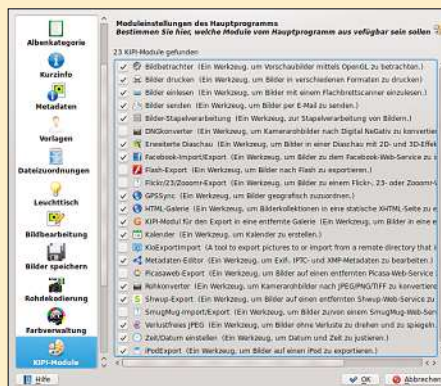 Moduleinstellungen des Hauptprogramms
Bestimmen Sie hier, welche Module vom Hauptprogramm aus vefügbar sein sollen
Albenkategorie
Kurzinfo
Metadaten
Vorlagen
Dateizuordnungen
Leuchttisch
Bildbearbeitung
Bilder speichern
Rohdekodierung
Farbverwaltung
KIPI-Module
23 KIPI-Module gefunden
Bildbetrachter (Ein Werkzeug, um Vorschaubilder mittels OpenGL zu betrachten.)
Bilder drucken (Ein Werkzeug, um Bilder in verschiedenen Formaten zu drucken)
Bilder einlesen (Ein Werkzeug, um Bilder mit einem Flachbrettscanner einzulesen.)
Bilder senden (Ein Werkzeug, um Bilder per E-Mail zu senden.)
Bilder-Stapelverarbeitung (Ein Werkzeug, zur Stapelverarbeitung von Bildern.)
DNGkonverter (Ein Werkzeug, um Kamerarohbilder nach Digital NeGativ zu konvertie
Erweiterte Diaschau (Ein Werkzeug, um Bilder in einer Diaschau mit 2D- und 3D-Effek
Facebook-Import/Export (Ein Werkzeug, um Bilder zu dem Facebook-Web-Service zu e
Flash-Export (Ein Werkzeug, um Bilder nach Flash zu exportieren.)
Flickr/23/Zooomr-Export (Ein Werkzeug, um Bilder zu einem Flickr-, 23- oder Zooomr-W
GPSSync (Ein Werkzeug, um Bilder geografisch zuzuordnen.)
HTML-Galerie (Ein Werkzeug, um Bilderkollektionen in eine statische XHTML-Seite zu e
KIPI-Modul für den Export in eine entfernte Galerie (Ein Werkzeug, um Bilder in eine e
Kalender (Ein Werkzeug, um Kalender zu erstellen.)
KioExportImport (A tool to export pictures to or import from a remote directory that i
Metadaten-Editor (Ein Werkzeug, um Exif-, IPTC- und XMP-Metadaten zu bearbeiten.)
Picasaweb-Export (Ein Werkzeug, um Bilder auf einen entfernten Picasa-Web-Service
Rohkonverter (Ein Werkzeug, um Kamerarohbilder nach JPEG/PNG/TIFF zu konvertiere
Shwup-Export (Ein Werkzeug, um Bilder auf einen entfernten Shwup-Web-Service zu
SmugMug-Import/Export (Ein Werkzeug, um Bilder zu/von einem SmugMug-Web-Ser
Verlustfreies JPEG (Ein Werkzeug, um Bilder ohne Verluste zu drehen und zu spiegeln.
Zeit/Datum einstellen (Ein Werkzeug, um Datum und Zeit zu justieren.)
iPodExport (Ein Werkzeug, um Bilder auf einen iPod zu exportieren.)
Hilfe
OK
Abbrechen